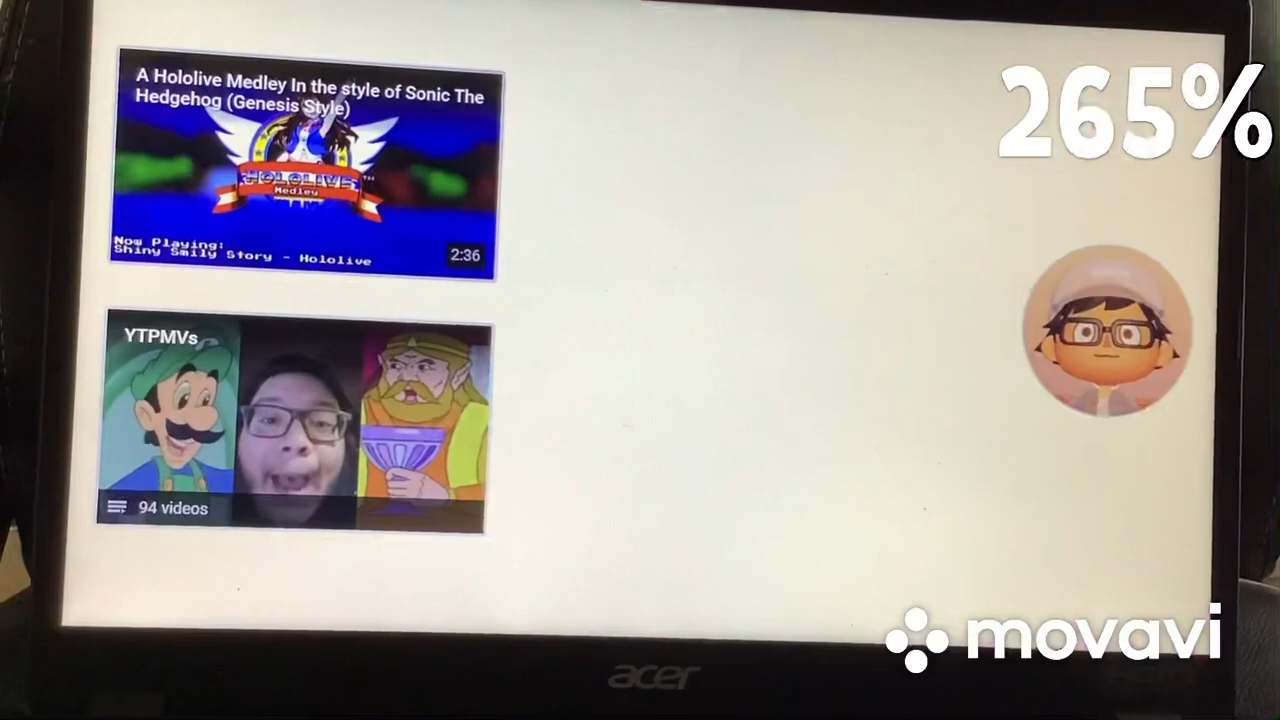 A Hololive Medley In the style of Sonic The
Hedgehog (Genesis Style)
HOLOLIVE™
Medley
Now Playing:
Shiny Smily Story - Hololive
2:36
265%
YTPMVs
94 videos
movavi
acer